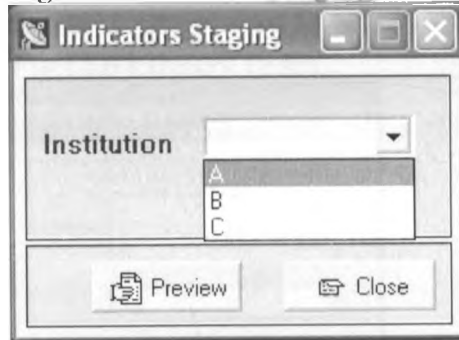 Indicators Staging
Institution
A
B
C
Preview
Close